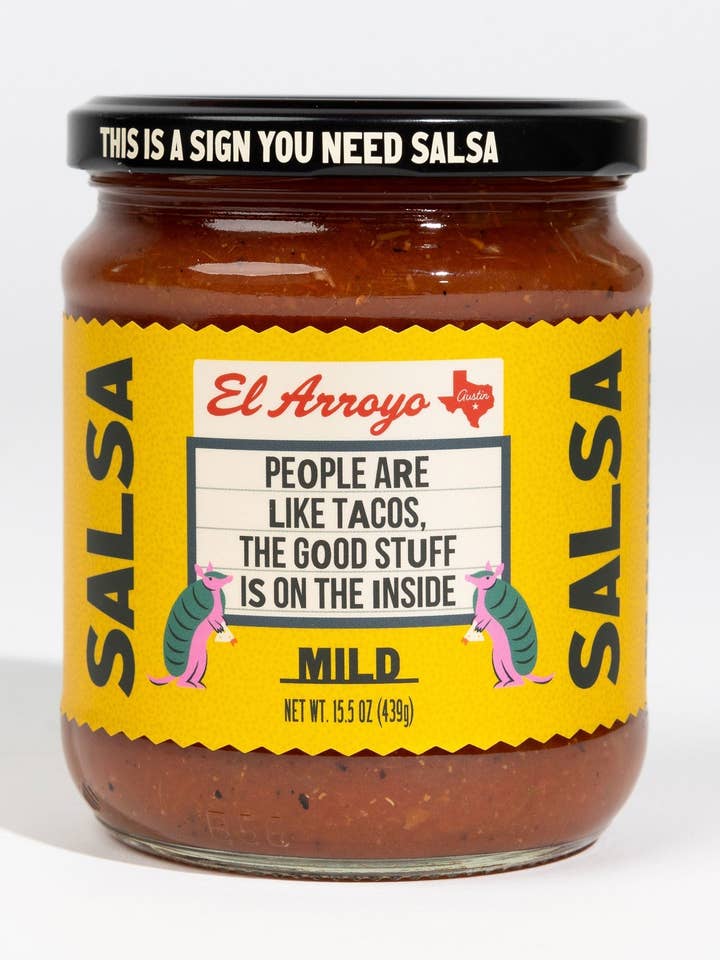 THIS IS A SIGN YOU NEED SALSA
SALSA
El Arroyo
Austin
PEOPLE ARE
LIKE TACOS,
THE GOOD STUFF
IS ON THE INSIDE
MILD
NET WT. 15.5 OZ (439g)
SALSA